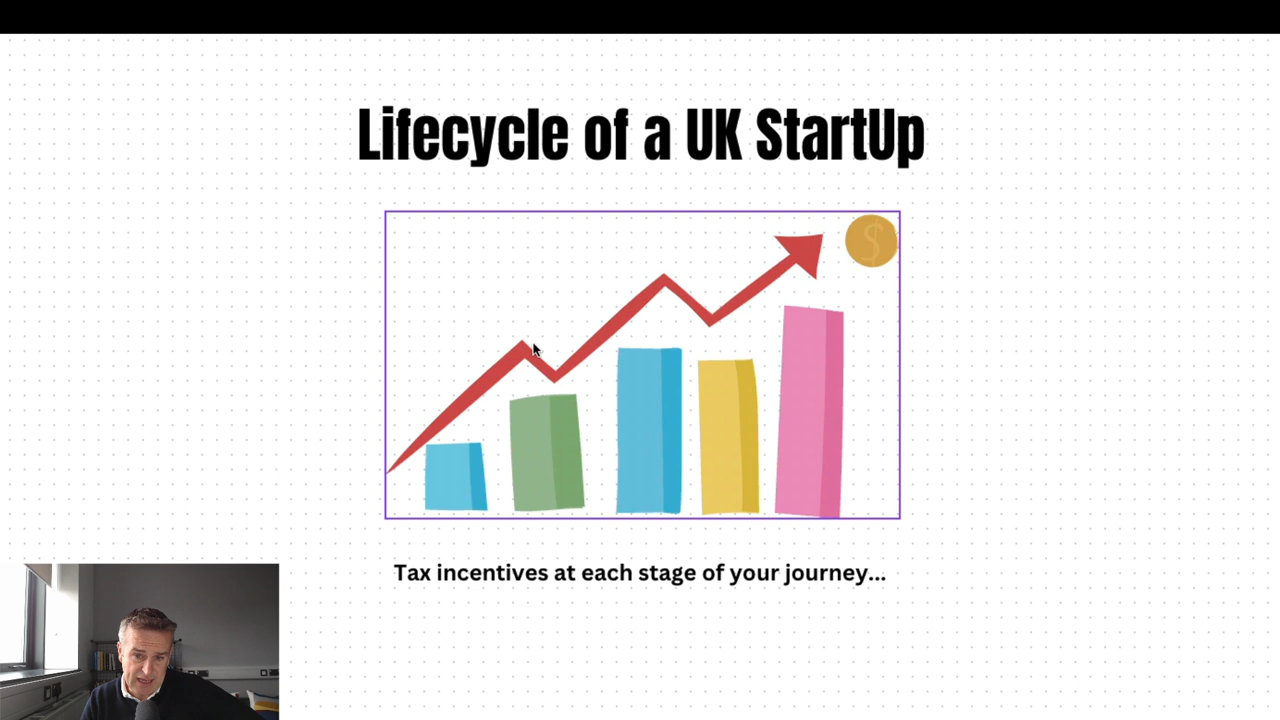 Lifecycle of a UK StartUp
$
Tax incentives at each stage of your journey...